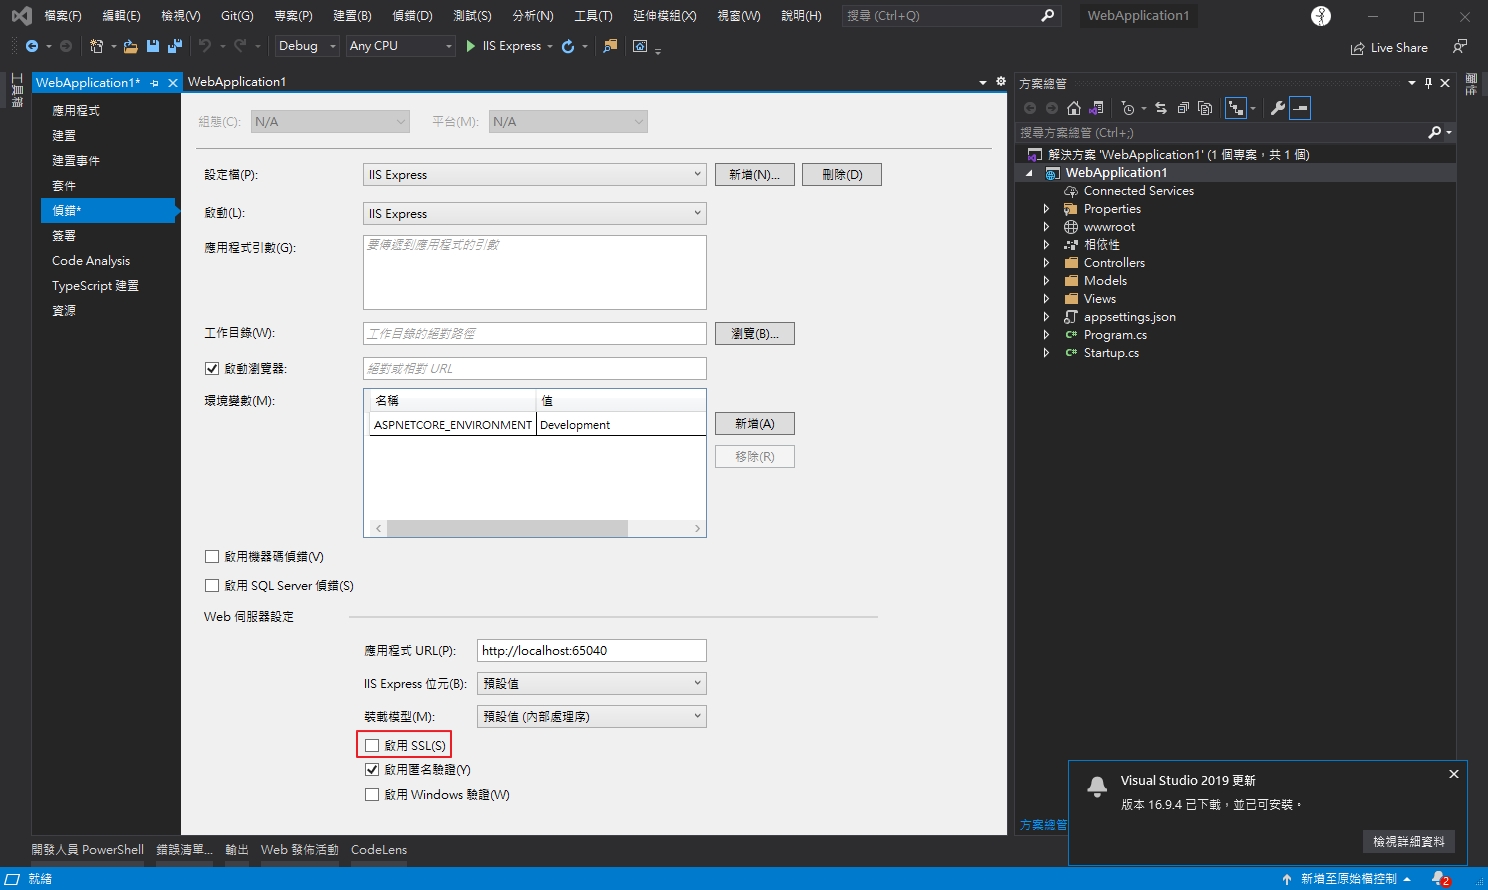 檔案(F) 編輯(E) 檢視(V) Git(G) 專案(P) 建置(B) 偵錯(D) 測試(S) 分析(N) 工具(T) 延伸模組(X) 視窗(W) 說明(H) 搜尋 (Ctrl+Q) WebApplication1
Debug Any CPU IIS Express Live Share
工具箱
WebApplication1* WebApplication1
應用程式
建置
建置事件
套件
偵錯*
簽署
Code Analysis
TypeScript 建置
資源
組態(C): N/A 平台(M): N/A
設定檔(P): IIS Express 新增(N)... 刪除(D)
啟動(L): IIS Express
應用程式引數(G): 要傳遞到應用程式的引數
工作目錄(W): 工作目錄的絕對路徑 瀏覽(B)...
啟動瀏覽器: 絕對或相對 URL
環境變數(M): 名稱 值
ASPNETCORE_ENVIRONMENT Development 新增(A)
移除(R)
啟用機器碼偵錯(V)
啟用 SQL Server 偵錯(S)
Web 伺服器設定
應用程式 URL(P): http://localhost:65040
IIS Express 位元(B): 預設值
裝載模型(M): 預設值 (內部處理序)
啟用 SSL(S)
啟用匿名驗證(Y)
啟用 Windows 驗證(W)
方案總管
搜尋方案總管 (Ctrl+;)
解決方案 'WebApplication1' (1 個專案，共 1 個)
WebApplication1
Connected Services
Properties
wwwroot
相依性
Controllers
Models
Views
appsettings.json
C# Program.cs
C# Startup.cs
屬性
方案總管
Visual Studio 2019 更新
版本 16.9.4 已下載，並已可安裝。
檢視詳細資料
開發人員 PowerShell 錯誤清單... 輸出 Web 發佈活動 CodeLens
就緒 新增至原始檔控制 2